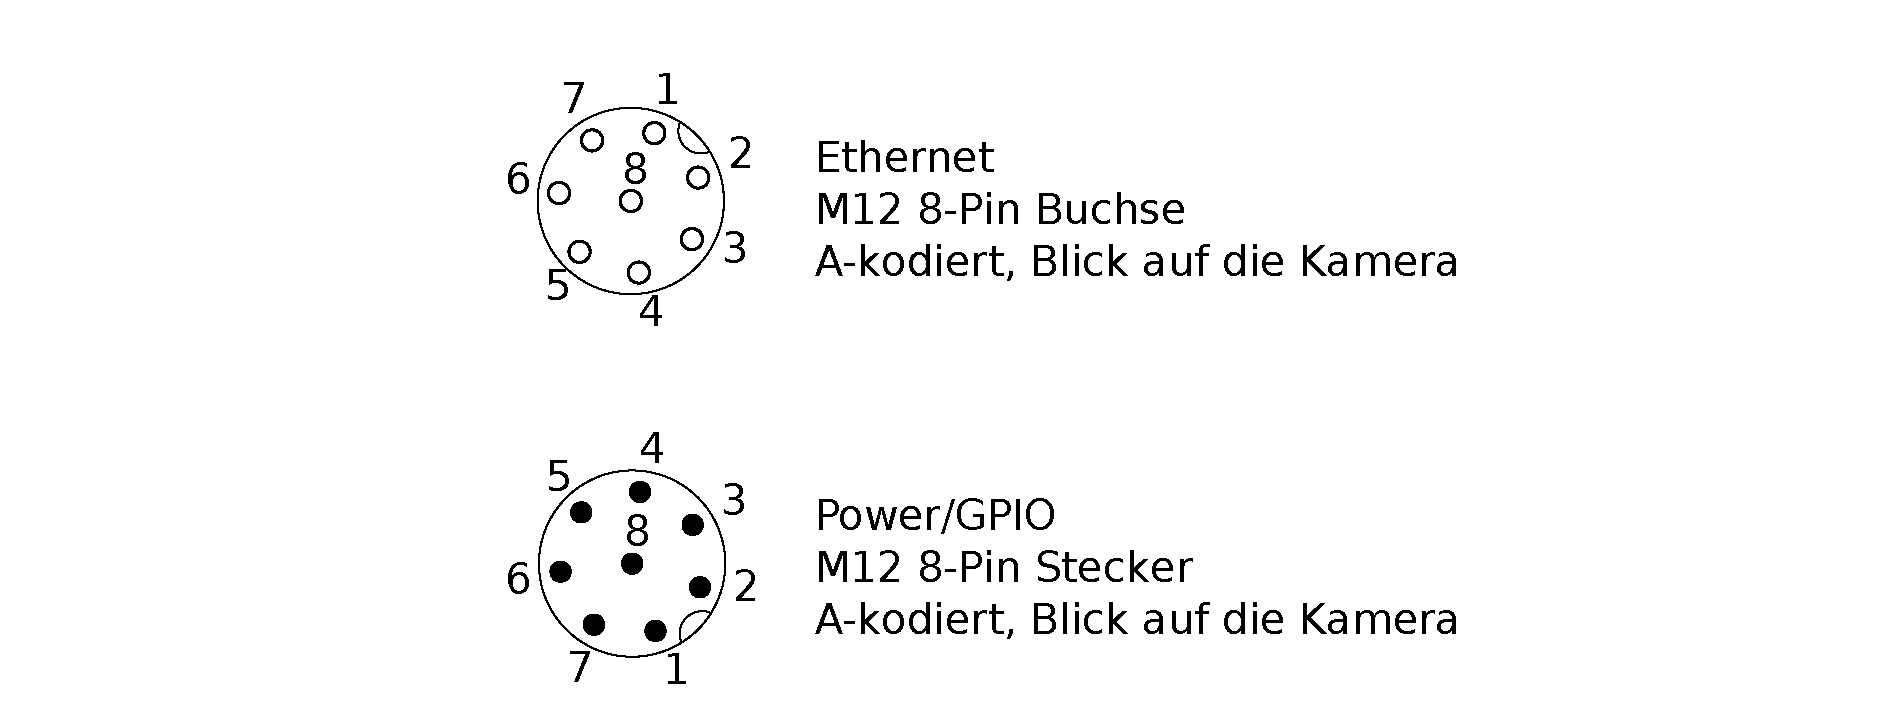 7 1
6 8 2
5 4 3
Ethernet
M12 8-Pin Buchse
A-kodiert, Blick auf die Kamera
5 4 3
6 8 2
7 1
Power/GPIO
M12 8-Pin Stecker
A-kodiert, Blick auf die Kamera